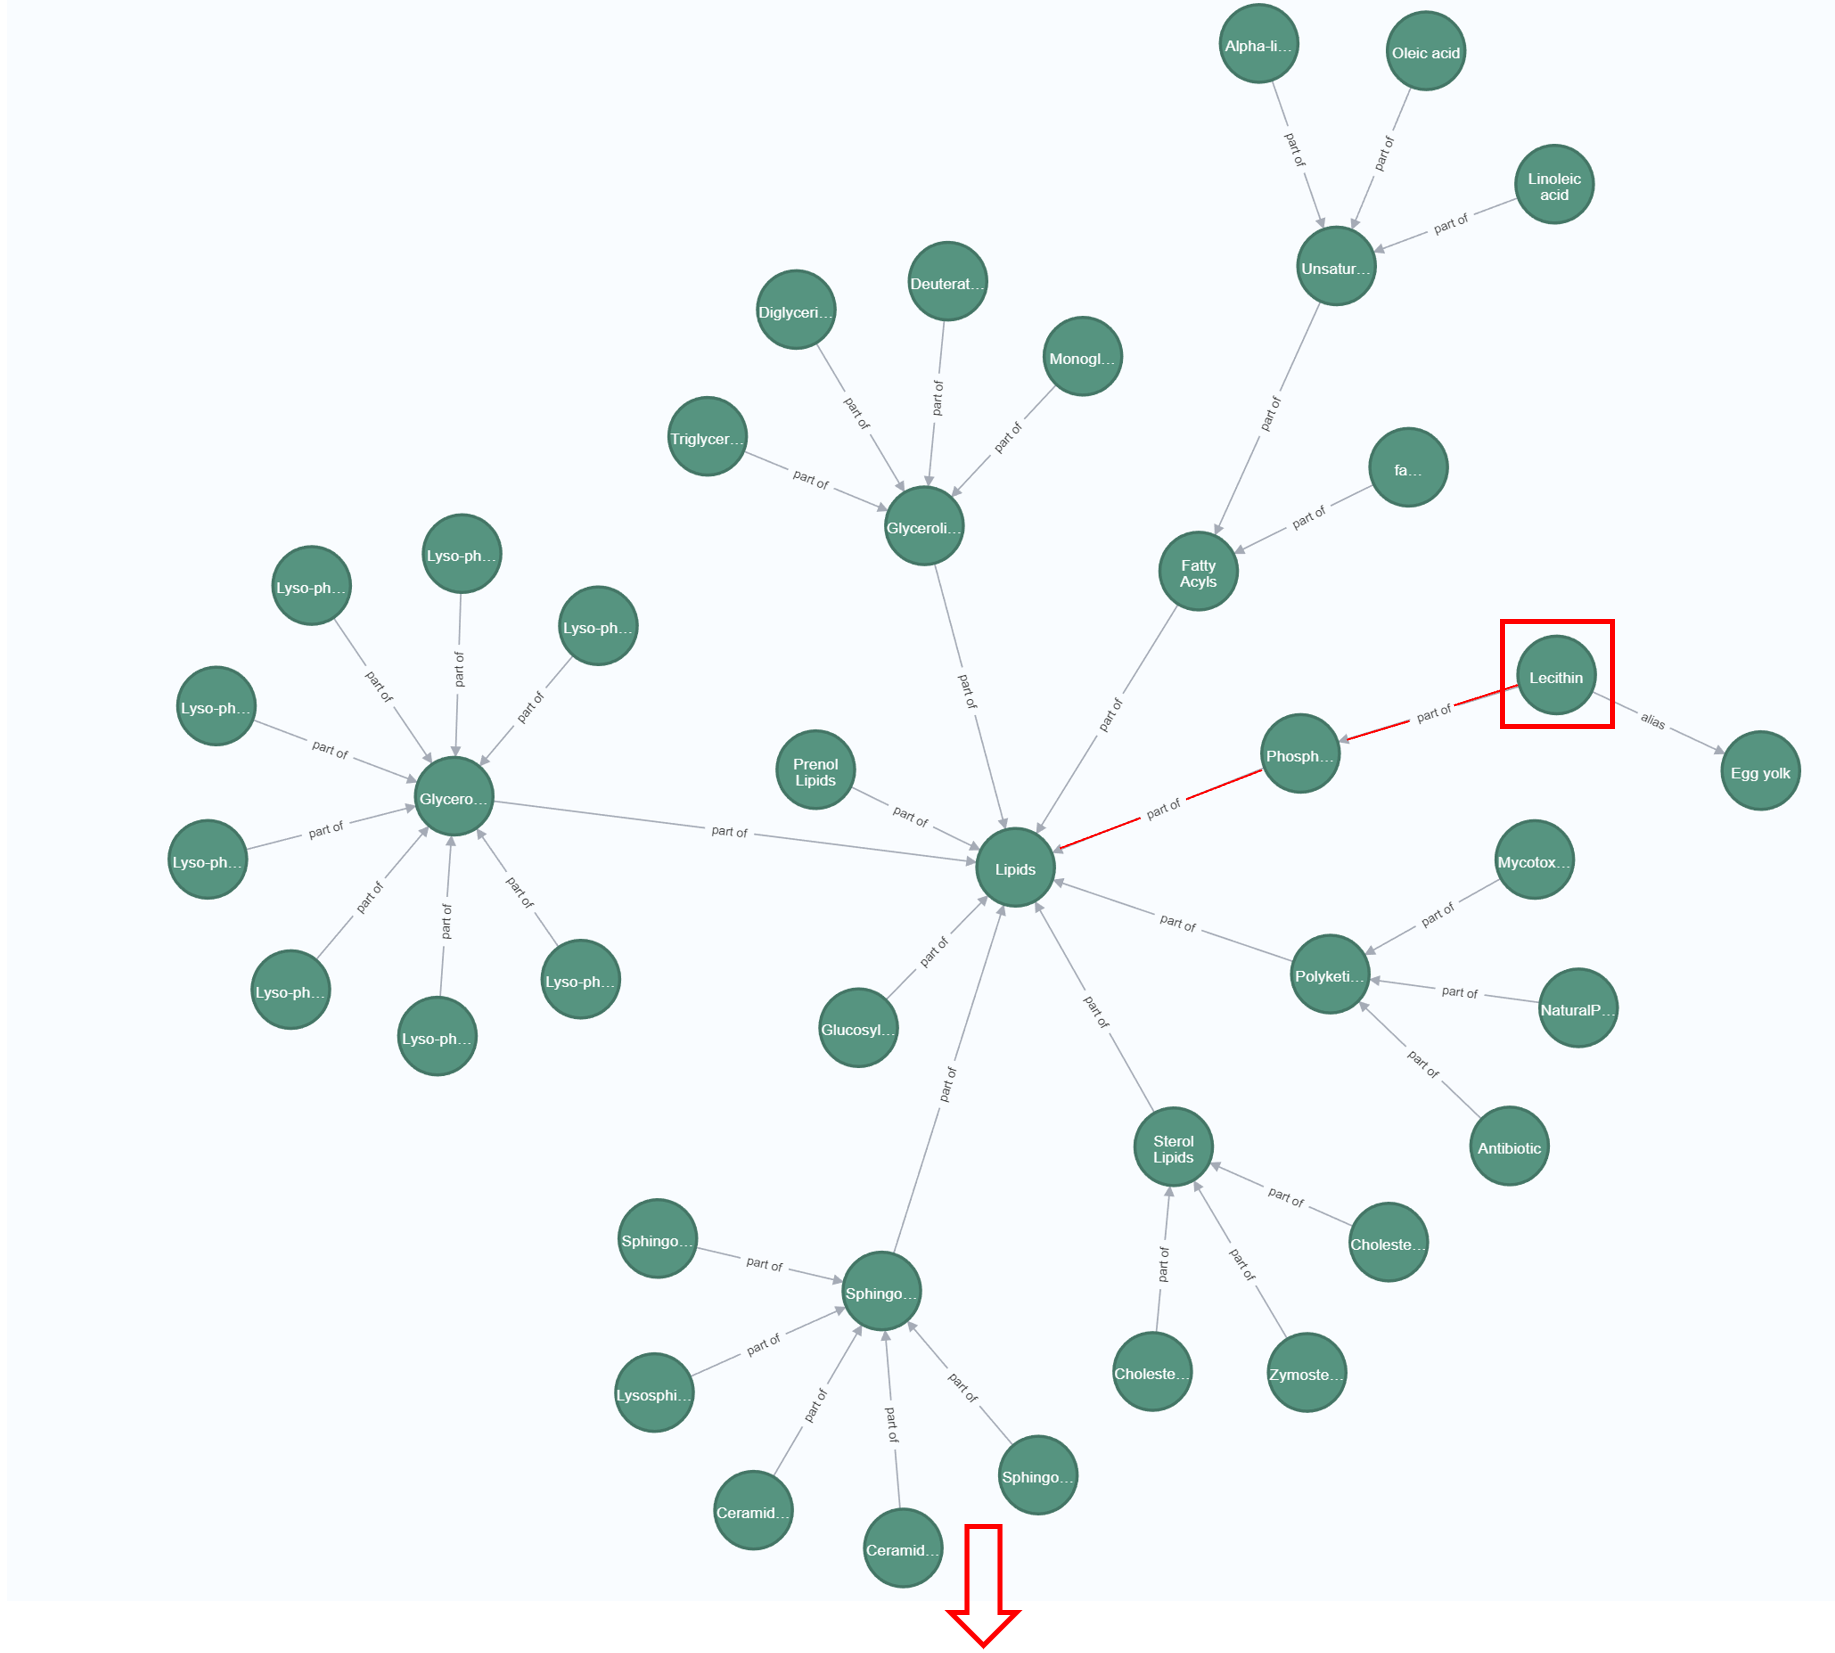 Alpha-li...
Oleic acid
part of
part of
Linoleic
acid
part of
Unsatur...
Deuterat...
Diglyceri...
Monogl...
part of
part of
part of
part of
Triglycer...
part of
fa...
part of
Glyceroli...
Lyso-ph...
Lyso-ph...
Fatty
Acyls
Lyso-ph...
part of
part of
part of
part of
Lecithin
Lyso-ph...
part of
part of
part of
alias
part of
Phosph...
Prenol
Lipids
Egg yolk
Glycero...
part of
part of
part of
part of
Lyso-ph...
Lipids
Mycotox...
part of
part of
part of
part of
part of
part of
Polyketi...
Lyso-ph...
Lyso-ph...
part of
NaturalP...
part of
Glucosyl...
Lyso-ph...
part of
part of
Sterol
Lipids
Antibiotic
part of
Sphingo...
Choleste...
part of
part of
part of
Sphingo...
part of
Choleste...
Zymoste...
Lysosphi...
part of
part of
part of
Sphingo...
Ceramid...
Ceramid...